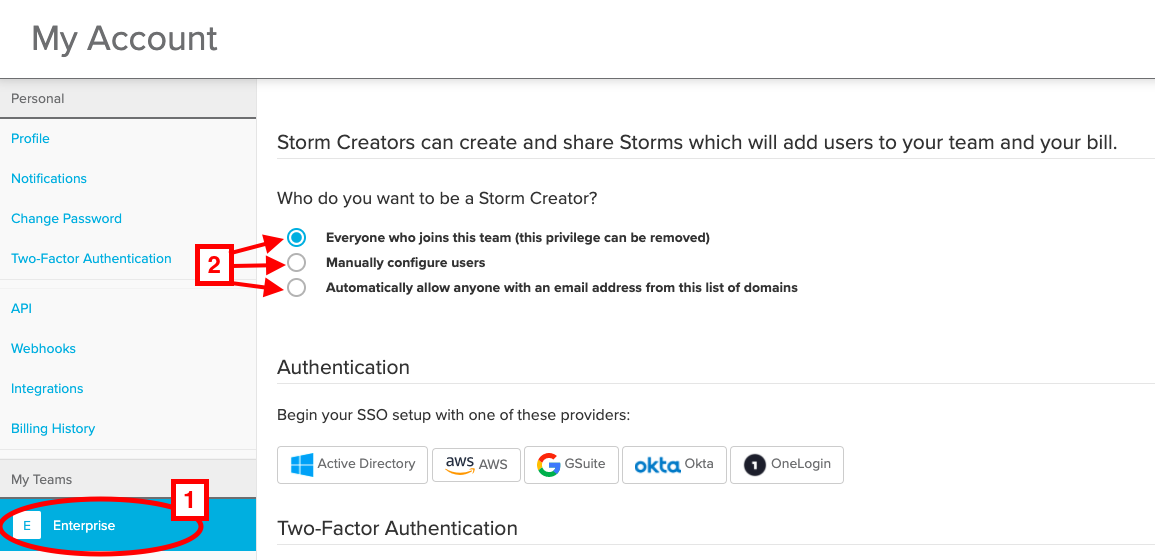 My Account
Personal
Profile
Notifications
Change Password
Two-Factor Authentication
API
Webhooks
Integrations
Billing History
My Teams
1
E Enterprise
Storm Creators can create and share Storms which will add users to your team and your bill.
Who do you want to be a Storm Creator?
2
Everyone who joins this team (this privilege can be removed)
Manually configure users
Automatically allow anyone with an email address from this list of domains
Authentication
Begin your SSO setup with one of these providers:
Active Directory aws AWS G GSuite okta Okta 1 OneLogin
Two-Factor Authentication